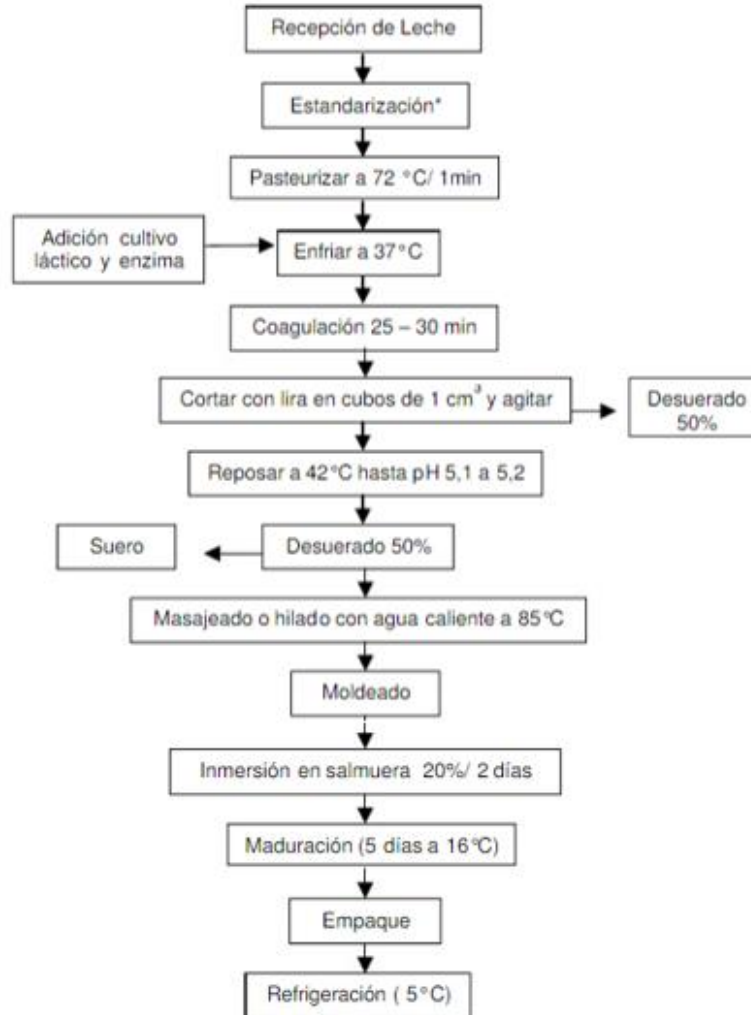 Recepción de Leche
Estandarización*
Pasteurizar a 72 °C/ 1min
Adición cultivo
láctico y enzima
Enfriar a 37°C
Coagulación 25 – 30 min
Cortar con lira en cubos de 1 cm³ y agitar
Desuerado
50%
Reposar a 42°C hasta pH 5,1 a 5,2
Suero
Desuerado 50%
Masajeado o hilado con agua caliente a 85°C
Moldeado
Inmersión en salmuera 20%/ 2 días
Maduración (5 días a 16°C)
Empaque
Refrigeración ( 5°C)